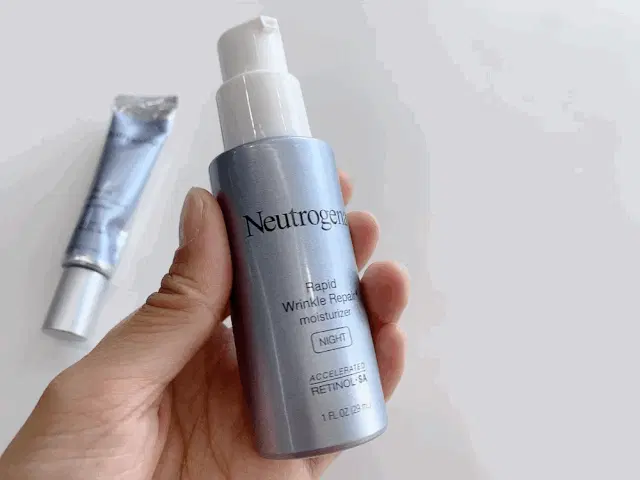 Neutrogena
Rapid
Wrinkle Repair
moisturizer
NIGHT
ACCELERATED
RETINOL·SA
1 FL OZ (29 mL